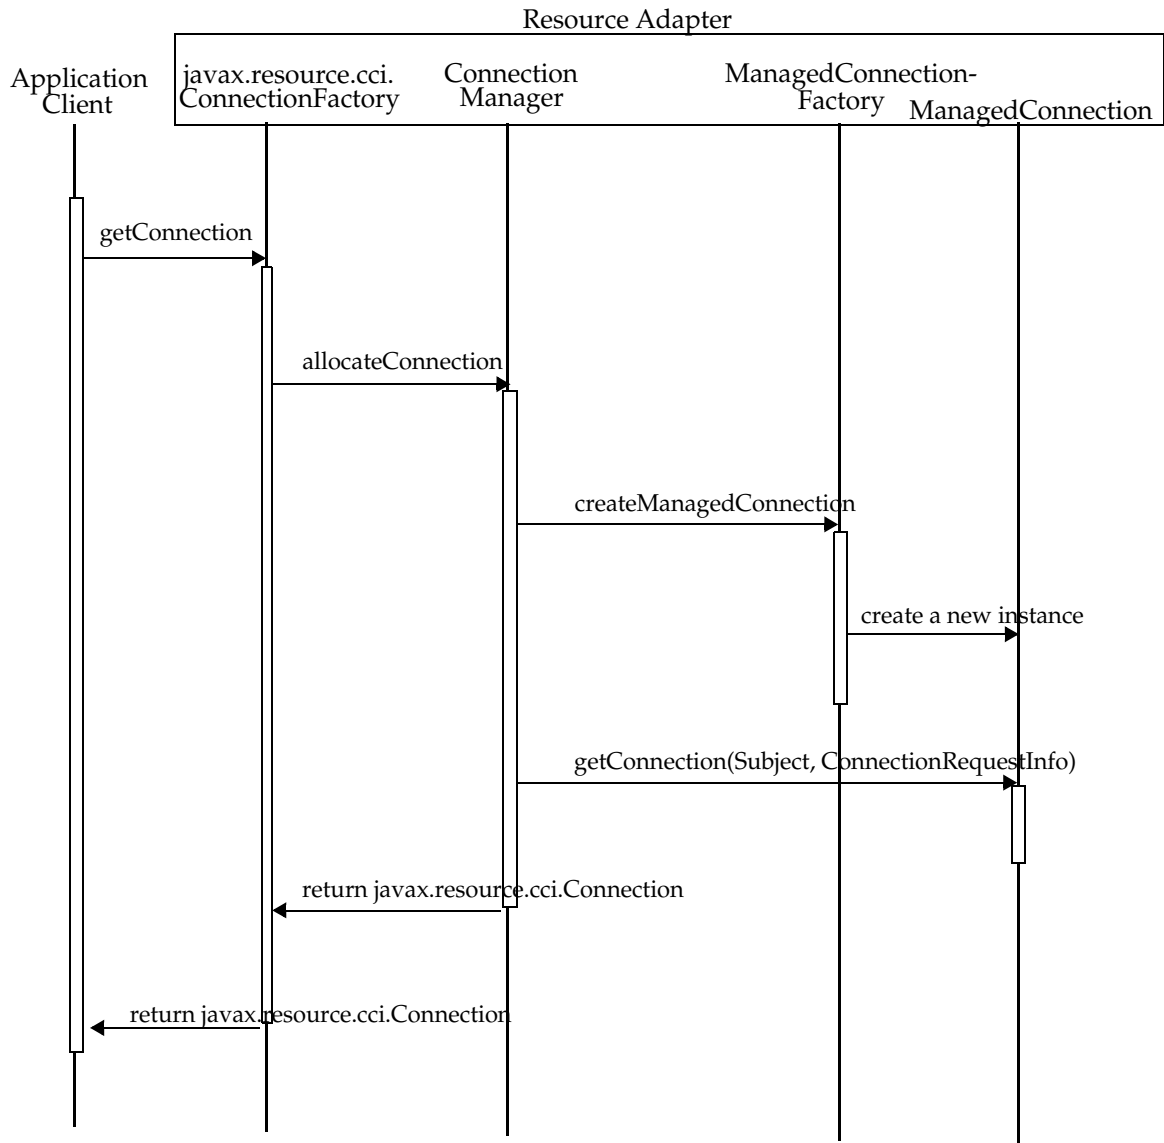 Resource Adapter
Application
Client
javax.resource.cci.
ConnectionFactory
Connection
Manager
ManagedConnection-
Factory
ManagedConnection
getConnection
allocateConnection
createManagedConnection
create a new instance
getConnection(Subject, ConnectionRequestInfo)
return javax.resource.cci.Connection
return javax.resource.cci.Connection